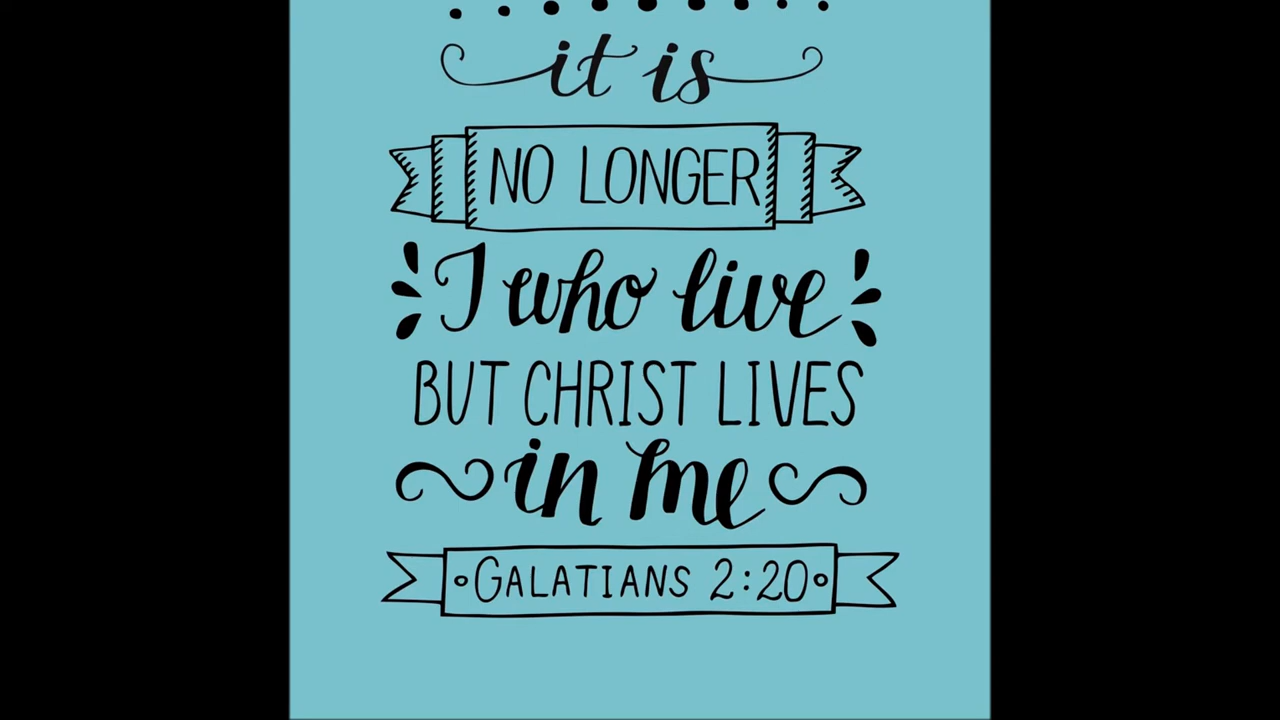 it is
NO LONGER
I who live
BUT CHRIST LIVES
in me
GALATIANS 2:20